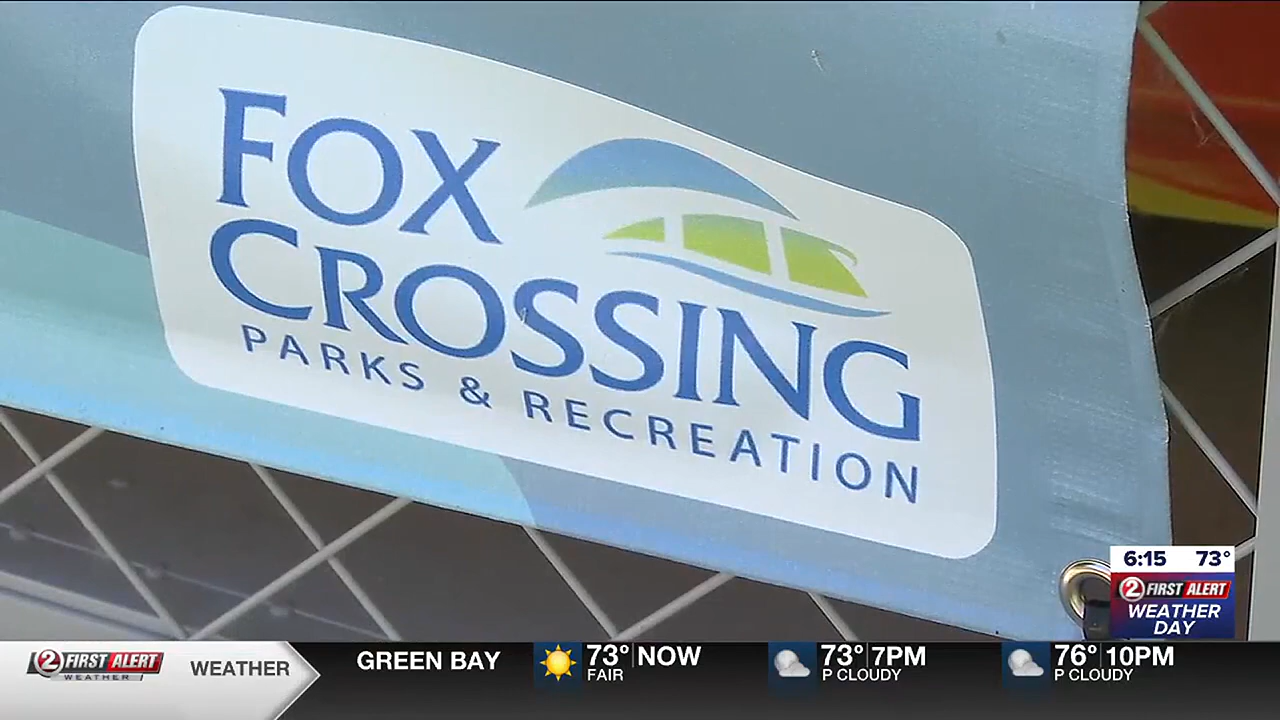 FOX
CROSSING
PARKS & RECREATION
6:15 73°
2 FIRST ALERT
WEATHER
DAY
2 FIRST ALERT
WEATHER
WEATHER
GREEN BAY
73° NOW
FAIR
73° 7PM
P CLOUDY
76° 10PM
P CLOUDY